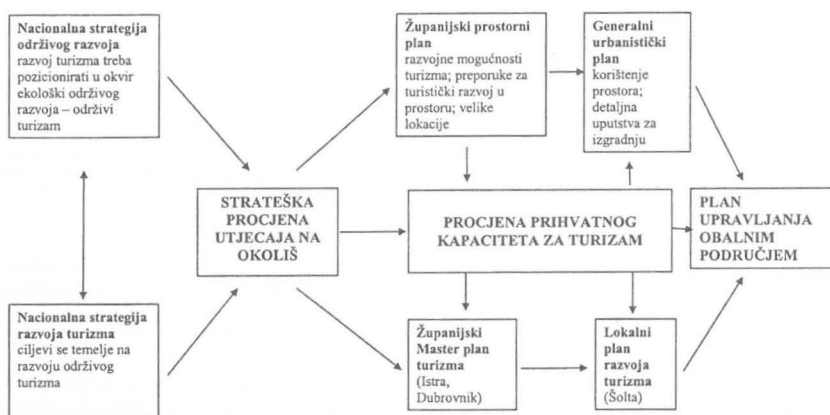 Nacionalna strategija
održivog razvoja
razvoj turizma treba
pozicionirati u okvir
ekološki održivog
razvoja – održivi
turizam
Županijski prostorni
plan
razvojne mogućnosti
turizma; preporuke za
turistički razvoj u
prostoru; velike
lokacije
Generalni
urbanistički
plan
korištenje
prostora;
detaljna
uputstva za
izgradnju
STRATEŠKA
PROCJENA
UTJECAJA NA
OKOLIŠ
PROCJENA PRIHVATNOG
KAPACITETA ZA TURIZAM
PLAN
UPRAVLJANJA
OBALNIM
PODRUČJEM
Nacionalna strategija
razvoja turizma
ciljevi se temelje na
razvoju održivog
turizma
Županijski
Master plan
turizma
(Istra,
Dubrovnik)
Lokalni
plan
razvoja
turizma
(Šolta)